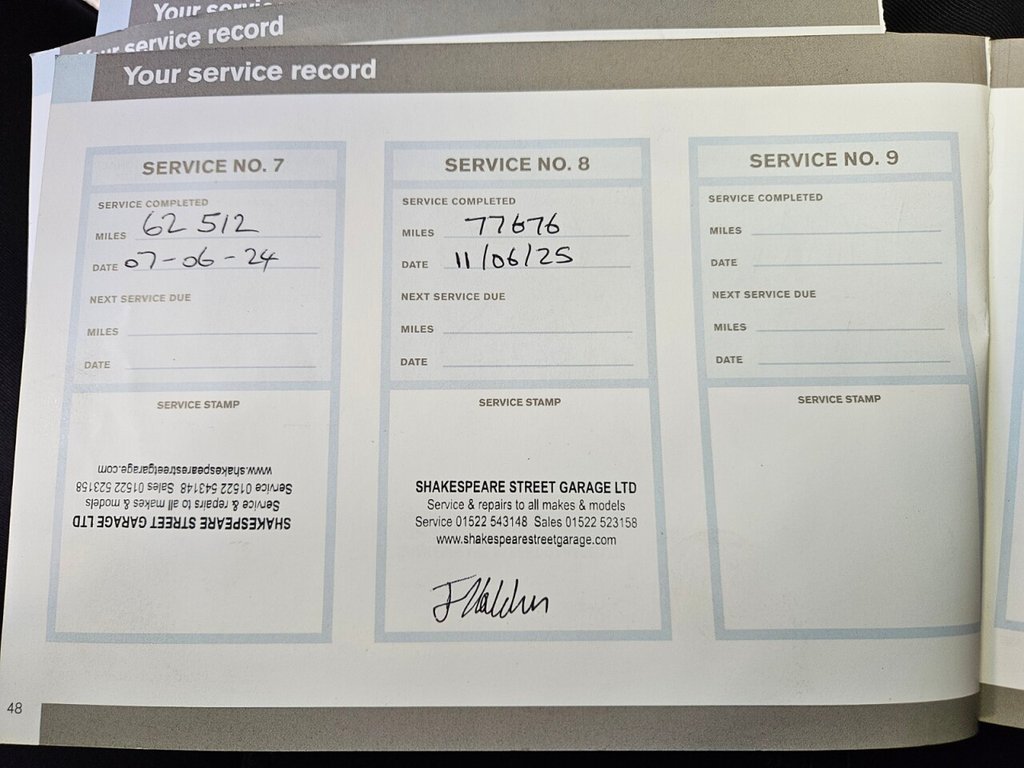 Your service record
Your service record
SERVICE NO. 7
SERVICE COMPLETED
MILES 62 512
DATE 07-06-24
NEXT SERVICE DUE
MILES
DATE
SERVICE STAMP
SHAKESPEARE STREET GARAGE LTD
Service & repairs to all makes & models
Service 01522 543148 Sales 01522 523158
www.shakespearestreetgarage.com
SERVICE NO. 8
SERVICE COMPLETED
MILES 77676
DATE 11/06/25
NEXT SERVICE DUE
MILES
DATE
SERVICE STAMP
SHAKESPEARE STREET GARAGE LTD
Service & repairs to all makes & models
Service 01522 543148 Sales 01522 523158
www.shakespearestreetgarage.com
SERVICE NO. 9
SERVICE COMPLETED
MILES
DATE
NEXT SERVICE DUE
MILES
DATE
SERVICE STAMP
48